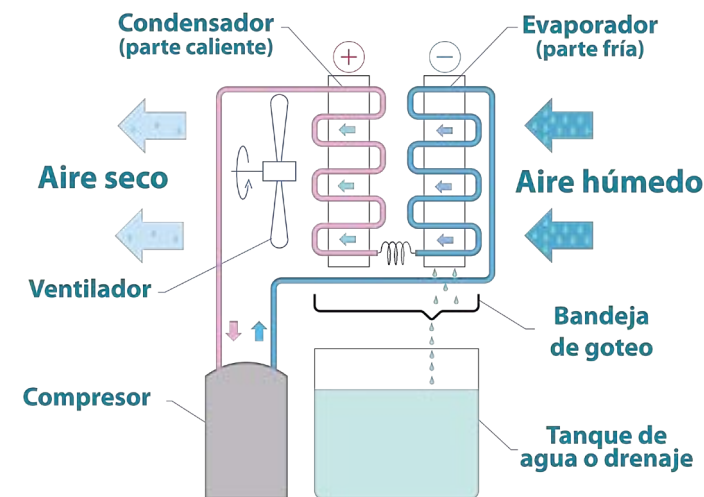 Condensador
(parte caliente)
+
−
Evaporador
(parte fría)
Aire seco
Aire húmedo
Ventilador
Bandeja
de goteo
Compresor
Tanque de
agua o drenaje